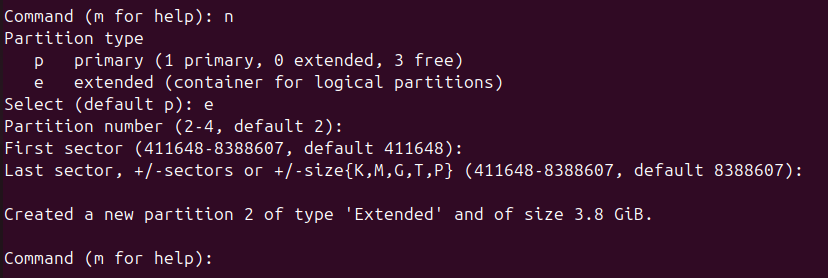 Command (m for help): n
Partition type
   p   primary (1 primary, 0 extended, 3 free)
   e   extended (container for logical partitions)
Select (default p): e
Partition number (2-4, default 2):
First sector (411648-8388607, default 411648):
Last sector, +/-sectors or +/-size{K,M,G,T,P} (411648-8388607, default 8388607):
Created a new partition 2 of type 'Extended' and of size 3.8 GiB.
Command (m for help):